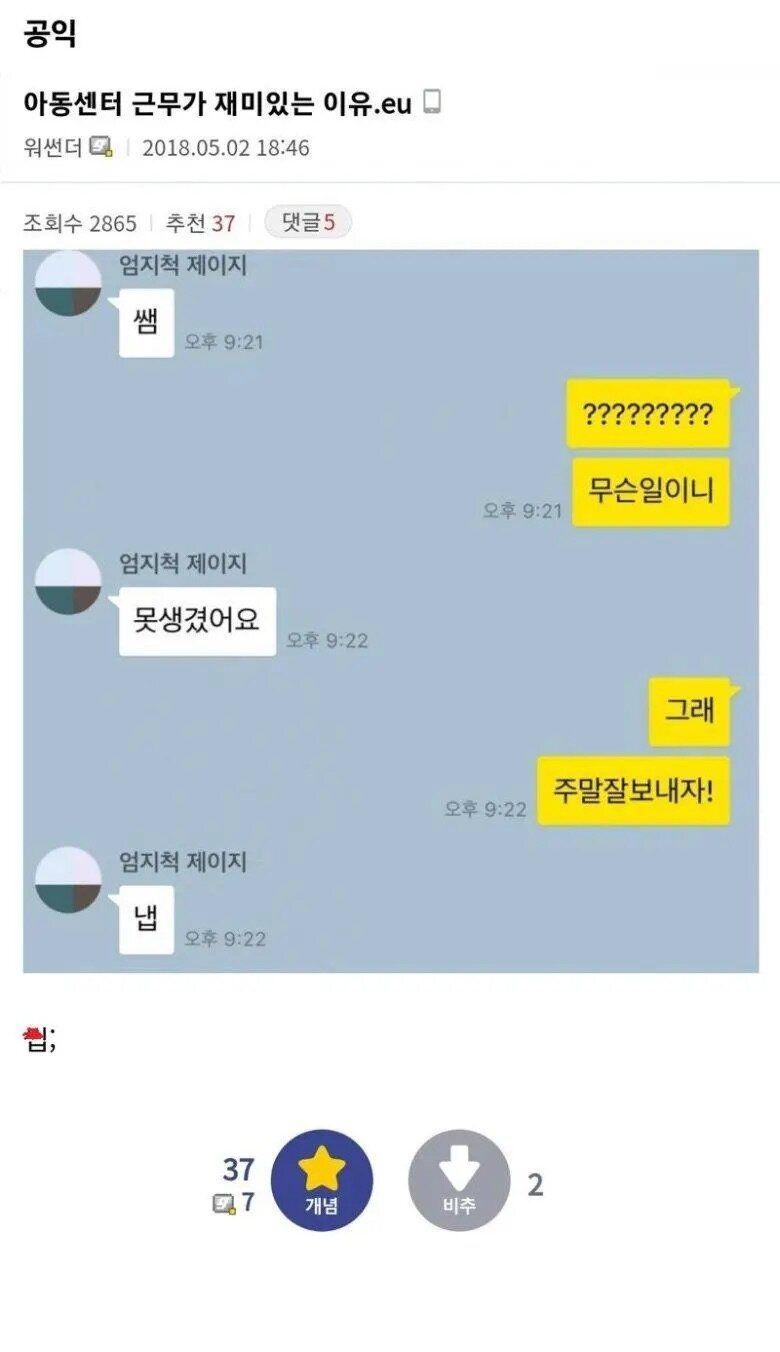 공익
아동센터 근무가 재미있는 이유.eu
워썬더 2018.05.02 18:46
조회수 2865 추천 37 댓글 5
엄지척 제이지
쌤
오후 9:21
?????????
무슨일이니
오후 9:21
엄지척 제이지
못생겼어요
오후 9:22
그래
주말잘보내자!
오후 9:22
엄지척 제이지
냅
오후 9:22
37
7
개념
비추
2